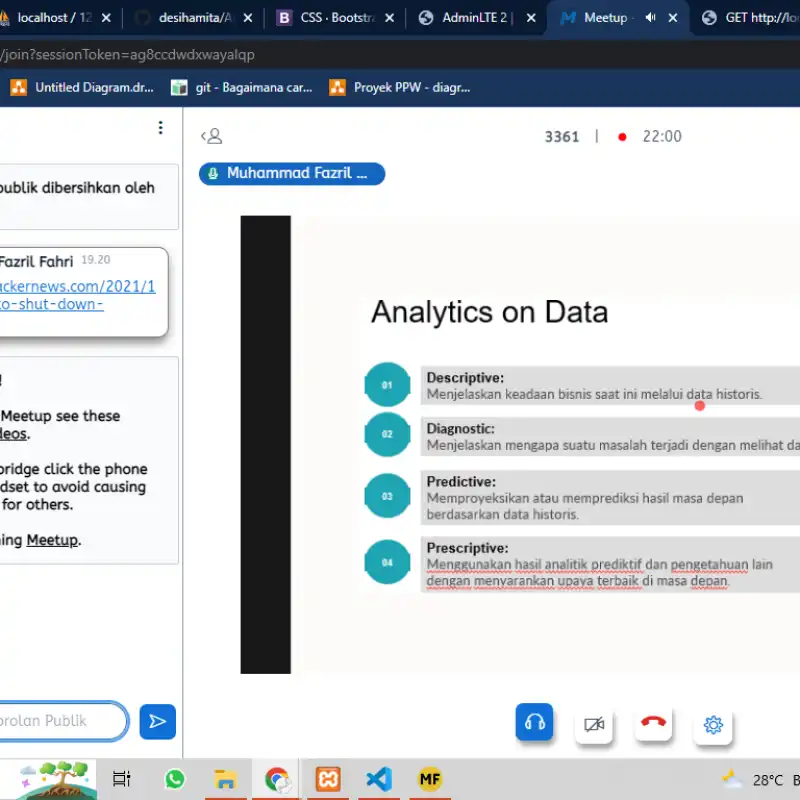 localhost / 12
desihamita/A
B CSS · Bootstra
AdminLTE 2 |
Meetup
GET http://lo
/join?sessionToken=ag8ccdwdxwayalqp
Untitled Diagram.dr...
git - Bagaimana car...
Proyek PPW - diagr...
publik dibersihkan oleh
Fazril Fahri 19.20
ackernews.com/2021/1
to-shut-down-
!
Meetup see these
deos.
bridge click the phone
dset to avoid causing
for others.
ing Meetup.
orolan Publik
3361 | 22:00
Muhammad Fazril ...
Analytics on Data
01
Descriptive:
Menjelaskan keadaan bisnis saat ini melalui data historis.
02
Diagnostic:
Menjelaskan mengapa suatu masalah terjadi dengan melihat da
03
Predictive:
Memproyeksikan atau memprediksi hasil masa depan
berdasarkan data historis.
04
Prescriptive:
Menggunakan hasil analitik prediktif dan pengetahuan lain
dengan menyarankan upaya terbaik di masa depan.
MF
28°C B